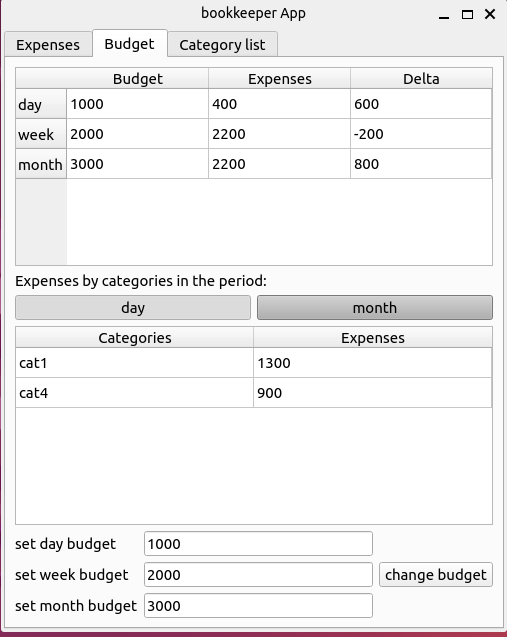 bookkeeper App
Expenses Budget Category list
Budget Expenses Delta
day 1000 400 600
week 2000 2200 -200
month 3000 2200 800
Expenses by categories in the period:
day month
Categories Expenses
cat1 1300
cat4 900
set day budget 1000
set week budget 2000 change budget
set month budget 3000